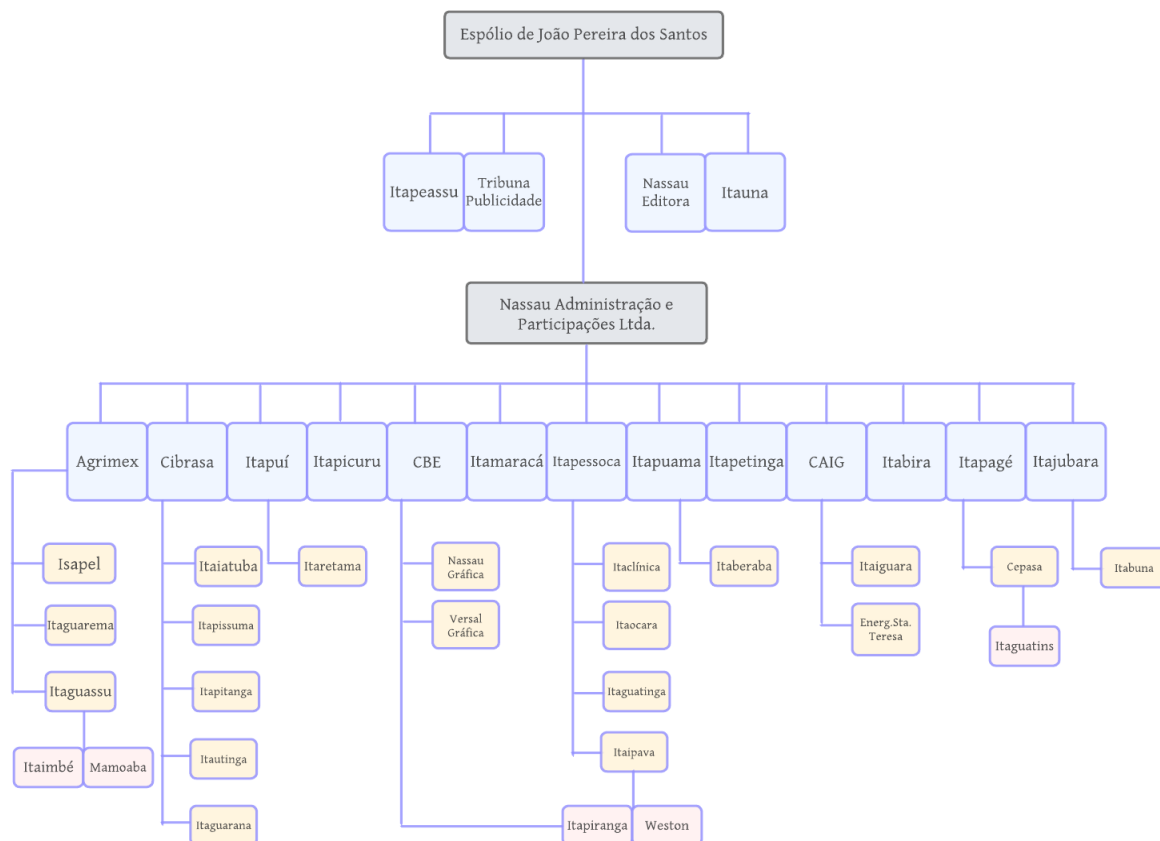 Espólio de João Pereira dos Santos
Itapeassu
Tribuna
Publicidade
Nassau
Editora
Itauna
Nassau Administração e
Participações Ltda.
Agrimex
Cibrasa
Itapuí
Itapicuru
CBE
Itamaracá
Itapessoca
Itapuama
Itapetinga
CAIG
Itabira
Itapagé
Itajubara
Isapel
Itaiatuba
Itaretama
Nassau
Gráfica
Itaclínica
Itaberaba
Itaiguara
Cepasa
Itabuna
Itaguarema
Itapissuma
Versal
Gráfica
Itaocara
Energ.Sta.
Teresa
Itaguatins
Itaguassu
Itapitanga
Itaguatinga
Itaimbé
Mamoaba
Itautinga
Itaipava
Itaguarana
Itapiranga
Weston